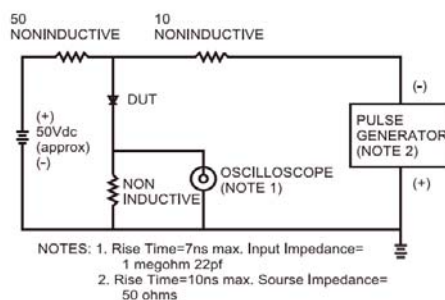 50
NONINDUCTIVE
10
NONINDUCTIVE
(+)
50Vdc
(approx)
(-)
DUT
NON
INDUCTIVE
OSCILLOSCOPE
(NOTE 1)
(-)
PULSE
GENERATOR
(NOTE 2)
(+)
NOTES: 1. Rise Time=7ns max. Input Impedance=
1 megohm 22pf
2. Rise Time=10ns max. Sourse Impedance=
50 ohms